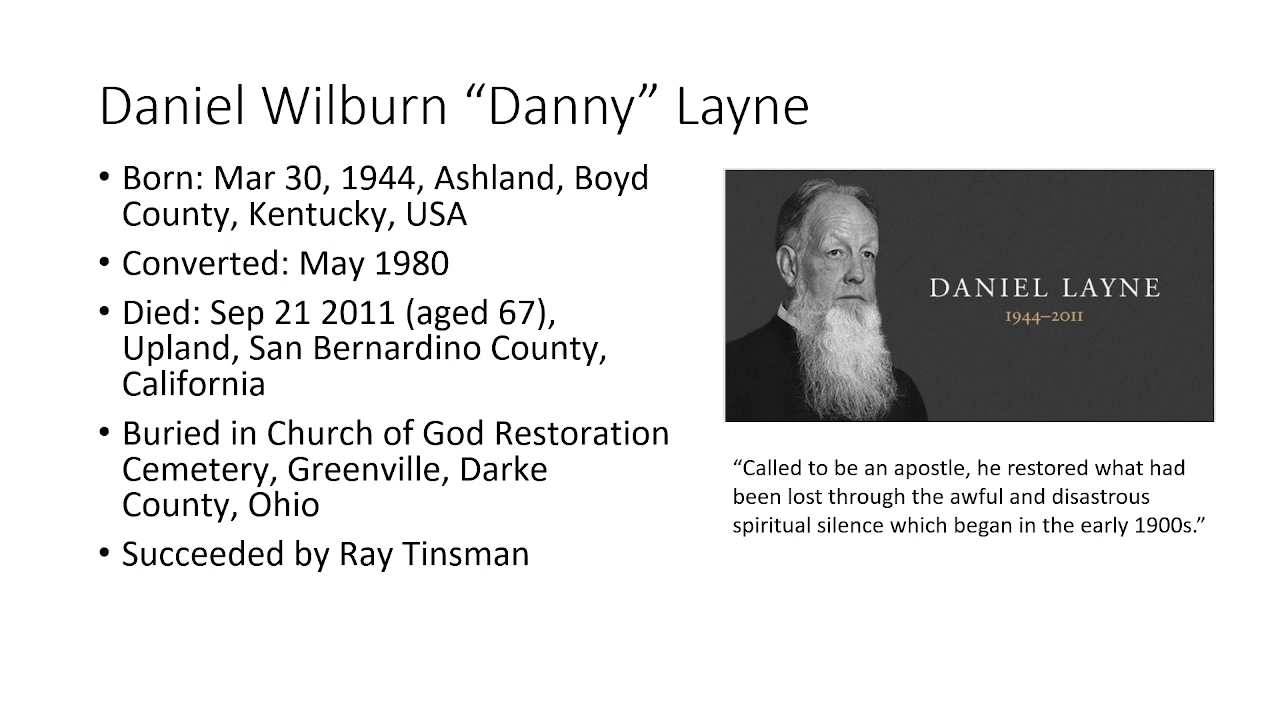 Daniel Wilburn “Danny” Layne
• Born: Mar 30, 1944, Ashland, Boyd
County, Kentucky, USA
• Converted: May 1980
• Died: Sep 21 2011 (aged 67),
Upland, San Bernardino County,
California
• Buried in Church of God Restoration
Cemetery, Greenville, Darke
County, Ohio
• Succeeded by Ray Tinsman
DANIEL LAYNE
1944–2011
“Called to be an apostle, he restored what had
been lost through the awful and disastrous
spiritual silence which began in the early 1900s.”